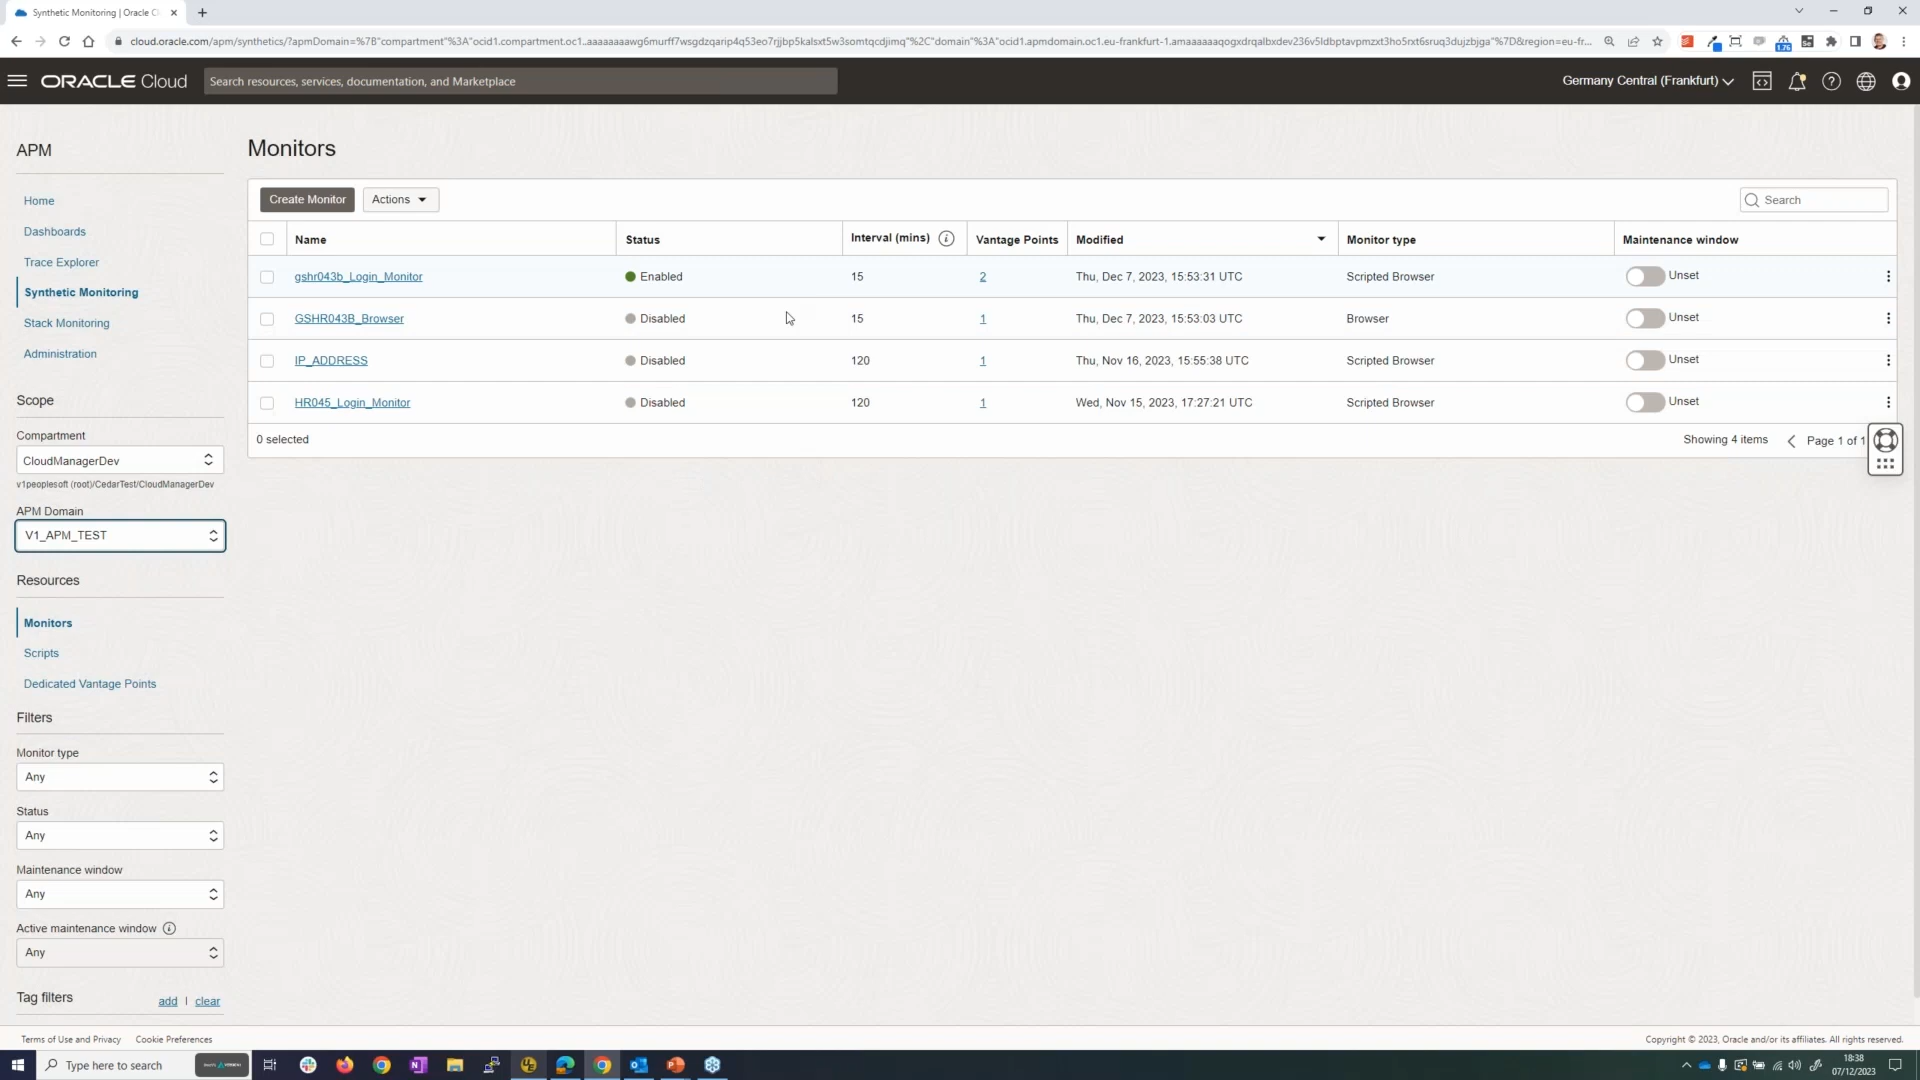 Synthetic Monitoring | Oracle Cl
cloud.oracle.com/apm/synthetics/?apmDomain=%7B"compartment"%3A"ocid1.compartment.oc1..aaaaaaaawg6murff7wsgdzqarip4q53eo7rjjbp5kalsxt5w3somtqcdjimq"%2C"domain"%3A"ocid1.apmdomain.oc1.eu-frankfurt-1.amaaaaaaqogxdrqalbxdev236v5ldbptavpmzxt3ho5rxt6sruq3dujzbjga"%7D&region=eu-fr...
1.76
ORACLE Cloud
Search resources, services, documentation, and Marketplace
Germany Central (Frankfurt)
APM
Home
Dashboards
Trace Explorer
Synthetic Monitoring
Stack Monitoring
Administration
Scope
Compartment
CloudManagerDev
v1peoplesoft (root)/CedarTest/CloudManagerDev
APM Domain
V1_APM_TEST
Resources
Monitors
Scripts
Dedicated Vantage Points
Filters
Monitor type
Any
Status
Any
Maintenance window
Any
Active maintenance window
Any
Tag filters add | clear
Monitors
Create Monitor Actions Search
Name Status Interval (mins) Vantage Points Modified Monitor type Maintenance window
gshr043b_Login_Monitor Enabled 15 2 Thu, Dec 7, 2023, 15:53:31 UTC Scripted Browser Unset
GSHR043B_Browser Disabled 15 1 Thu, Dec 7, 2023, 15:53:03 UTC Browser Unset
IP_ADDRESS Disabled 120 1 Thu, Nov 16, 2023, 15:55:38 UTC Scripted Browser Unset
HR045_Login_Monitor Disabled 120 1 Wed, Nov 15, 2023, 17:27:21 UTC Scripted Browser Unset
0 selected Showing 4 items Page 1 of 1
Terms of Use and Privacy Cookie Preferences Copyright © 2023, Oracle and/or its affiliates. All rights reserved.
Type here to search
18:38
07/12/2023